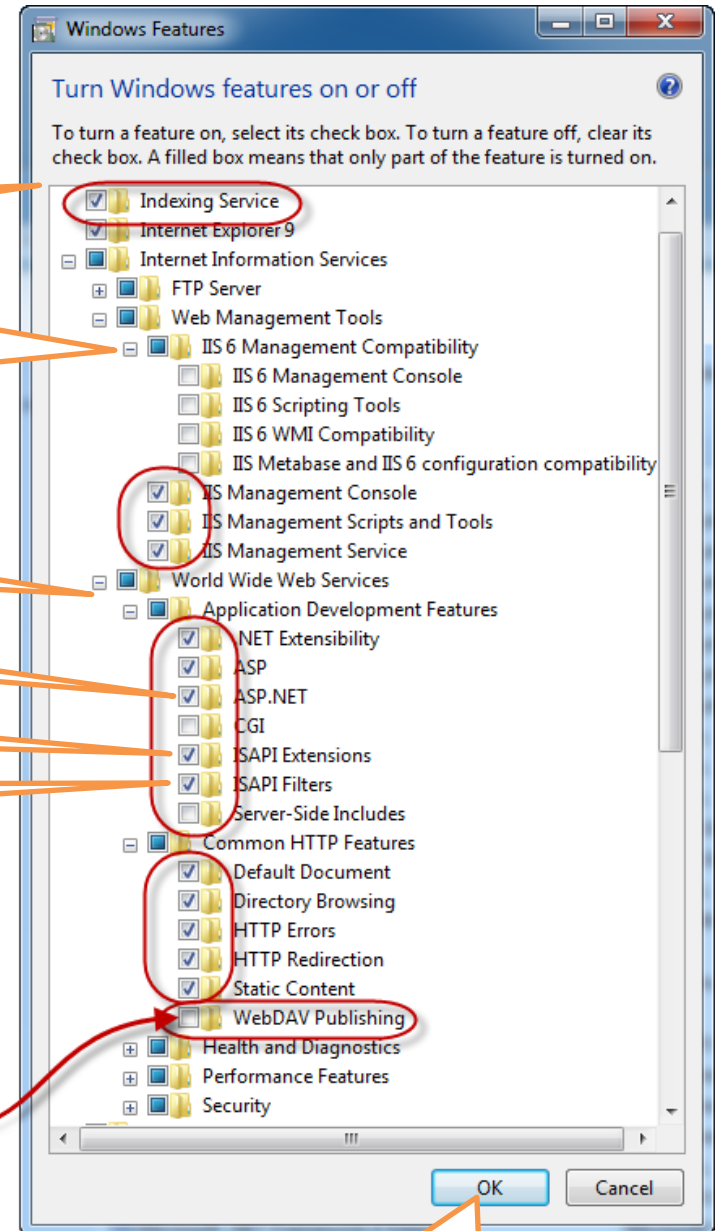 Windows Features
Turn Windows features on or off
To turn a feature on, select its check box. To turn a feature off, clear its
check box. A filled box means that only part of the feature is turned on.
Indexing Service
Internet Explorer 9
Internet Information Services
FTP Server
Web Management Tools
IIS 6 Management Compatibility
IIS 6 Management Console
IIS 6 Scripting Tools
IIS 6 WMI Compatibility
IIS Metabase and IIS 6 configuration compatibility
IIS Management Console
IIS Management Scripts and Tools
IIS Management Service
World Wide Web Services
Application Development Features
.NET Extensibility
ASP
ASP.NET
CGI
ISAPI Extensions
ISAPI Filters
Server-Side Includes
Common HTTP Features
Default Document
Directory Browsing
HTTP Errors
HTTP Redirection
Static Content
WebDAV Publishing
Health and Diagnostics
Performance Features
Security
OK Cancel